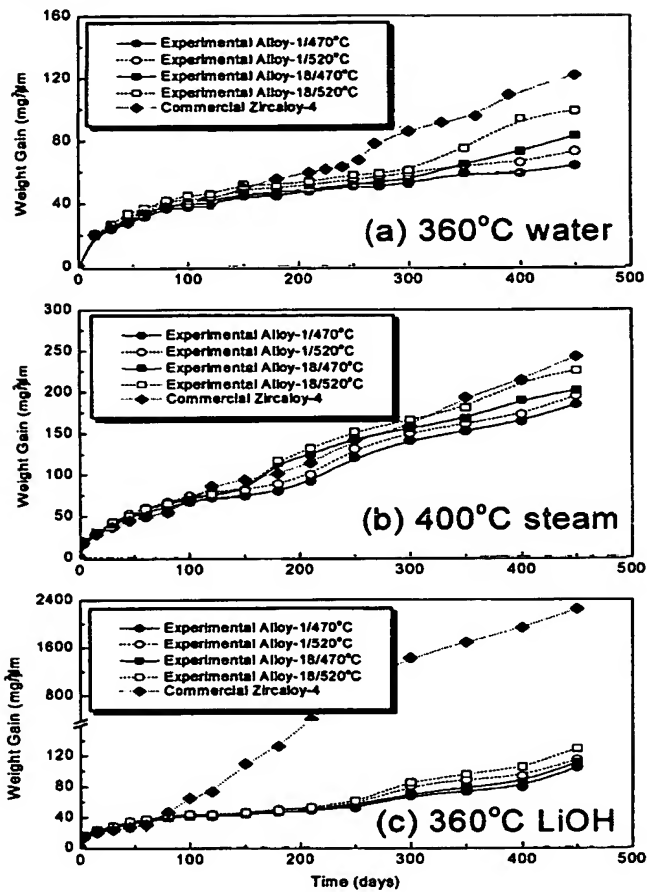 160
120
80
40
0
Weight Gain (mg/㎡m)
Experimental Alloy-1/470°C
Experimental Alloy-1/520°C
Experimental Alloy-18/470°C
Experimental Alloy-18/520°C
Commercial Zircaloy-4
(a) 360°C water
0 100 200 300 400 500
300
250
200
150
100
50
0
Weight Gain (mg/㎡m)
Experimental Alloy-1/470°C
Experimental Alloy-1/520°C
Experimental Alloy-18/470°C
Experimental Alloy-18/520°C
Commercial Zircaloy-4
(b) 400°C steam
0 100 200 300 400 500
2400
1600
800
120
80
40
0
Weight Gain (mg/㎡m)
Experimental Alloy-1/470°C
Experimental Alloy-1/520°C
Experimental Alloy-18/470°C
Experimental Alloy-18/520°C
Commercial Zircaloy-4
(c) 360°C LiOH
0 100 200 300 400 500
Time (days)